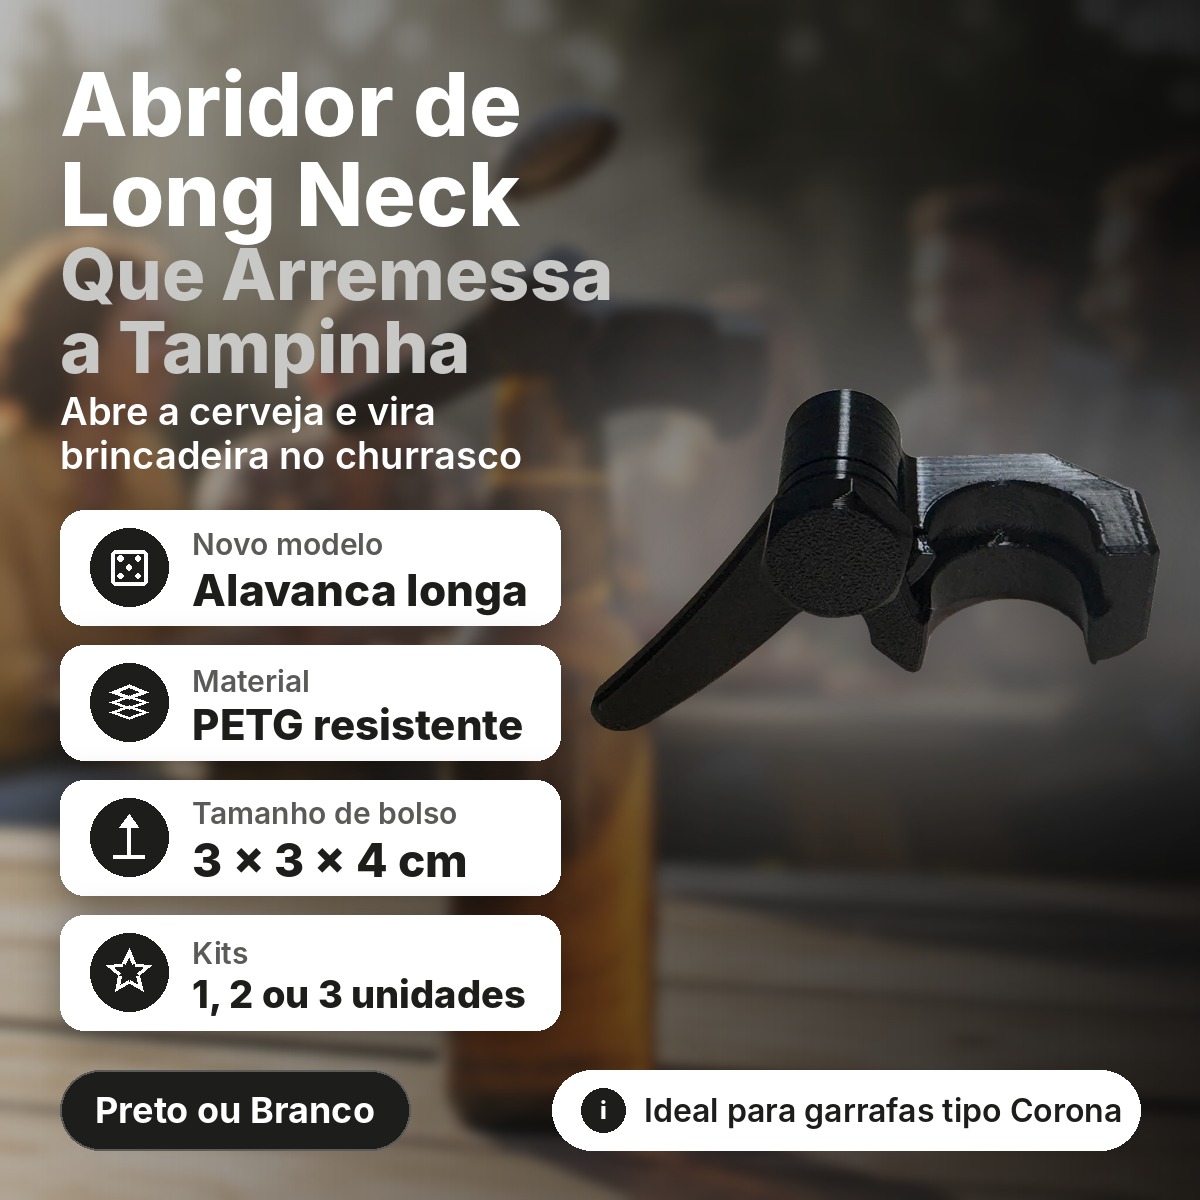 Abridor de
Long Neck
Que Arremessa
a Tampinha
Abre a cerveja e vira
brincadeira no churrasco
Novo modelo
Alavanca longa
Material
PETG resistente
Tamanho de bolso
3 × 3 × 4 cm
Kits
1, 2 ou 3 unidades
Preto ou Branco
i Ideal para garrafas tipo Corona